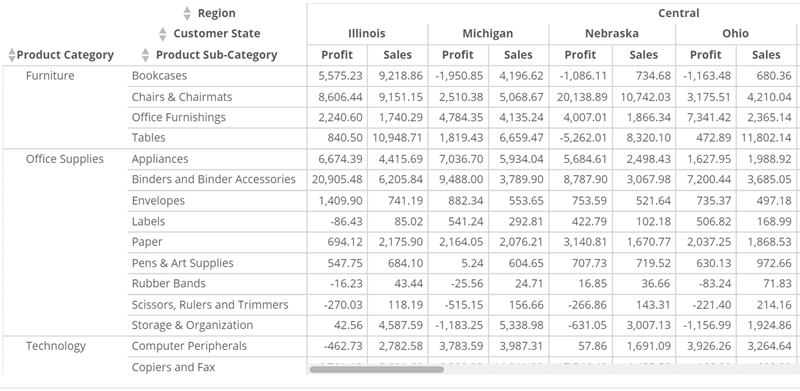 Region Central
Customer State Illinois Michigan Nebraska Ohio
Product Category Product Sub-Category Profit Sales Profit Sales Profit Sales Profit Sales
Furniture Bookcases 5,575.23 9,218.86 -1,950.85 4,196.62 -1,086.11 734.68 -1,163.48 680.36
Chairs & Chairmats 8,606.44 9,151.15 2,510.38 5,068.67 20,138.89 10,742.03 3,175.51 4,210.04
Office Furnishings 2,240.60 1,740.29 4,784.35 4,135.24 4,007.01 1,866.34 7,341.42 2,365.14
Tables 840.50 10,948.71 1,819.43 6,659.47 -5,262.01 8,320.10 472.89 11,802.14
Office Supplies Appliances 6,674.39 4,415.69 7,036.70 5,934.04 5,684.61 2,498.43 1,627.95 1,988.92
Binders and Binder Accessories 20,905.48 6,205.84 9,488.00 3,789.90 8,787.90 3,067.98 7,200.44 3,685.05
Envelopes 1,409.90 741.19 882.34 553.65 753.59 521.64 735.37 497.18
Labels -86.43 85.02 541.24 292.81 422.79 102.18 506.82 168.99
Paper 694.12 2,175.90 2,164.05 2,076.21 3,140.81 1,670.77 2,037.25 1,868.53
Pens & Art Supplies 547.75 684.10 5.24 604.65 707.73 719.52 630.13 972.66
Rubber Bands -16.23 43.44 -25.56 24.71 16.85 36.66 -83.24 71.83
Scissors, Rulers and Trimmers -270.03 118.19 -515.15 156.66 -266.86 143.31 -221.40 214.16
Storage & Organization 42.56 4,587.59 -1,183.25 5,338.98 -631.05 3,007.13 -1,156.99 1,924.86
Technology Computer Peripherals -462.73 2,782.58 3,783.59 3,987.31 57.86 1,691.09 3,926.26 3,264.64
Copiers and Fax